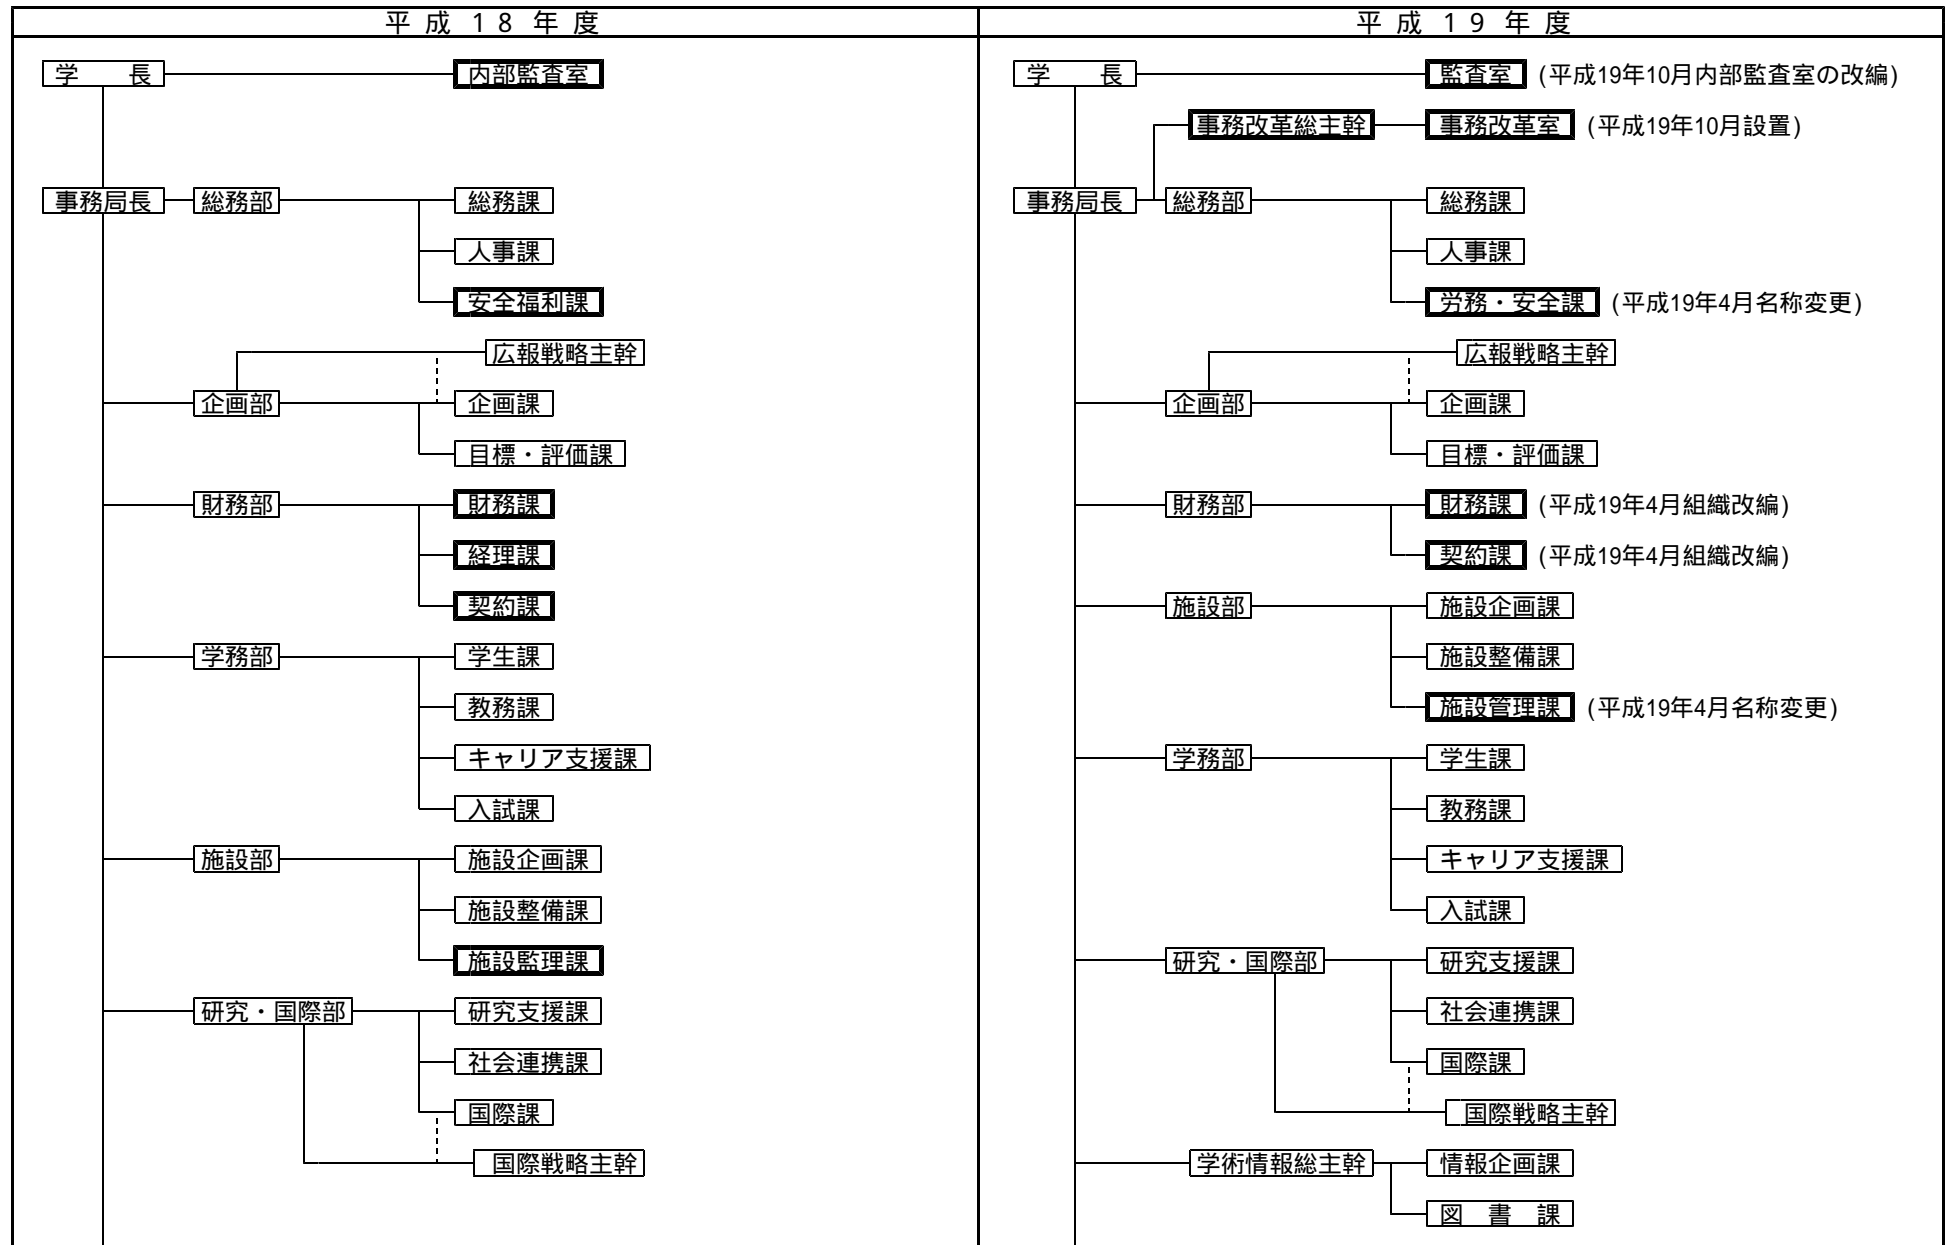 平成18年度
学　　長
内部監査室
事務局長
総務部
総務課
人事課
安全福利課
広報戦略主幹
企画部
企画課
目標・評価課
財務部
財務課
経理課
契約課
学務部
学生課
教務課
キャリア支援課
入試課
施設部
施設企画課
施設整備課
施設監理課
研究・国際部
研究支援課
社会連携課
国際課
国際戦略主幹
平成19年度
学　　長
監査室 (平成19年10月内部監査室の改編)
事務改革総主幹
事務改革室 (平成19年10月設置)
事務局長
総務部
総務課
人事課
労務・安全課 (平成19年4月名称変更)
広報戦略主幹
企画部
企画課
目標・評価課
財務部
財務課 (平成19年4月組織改編)
契約課 (平成19年4月組織改編)
施設部
施設企画課
施設整備課
施設管理課 (平成19年4月名称変更)
学務部
学生課
教務課
キャリア支援課
入試課
研究・国際部
研究支援課
社会連携課
国際課
国際戦略主幹
学術情報総主幹
情報企画課
図　書　課